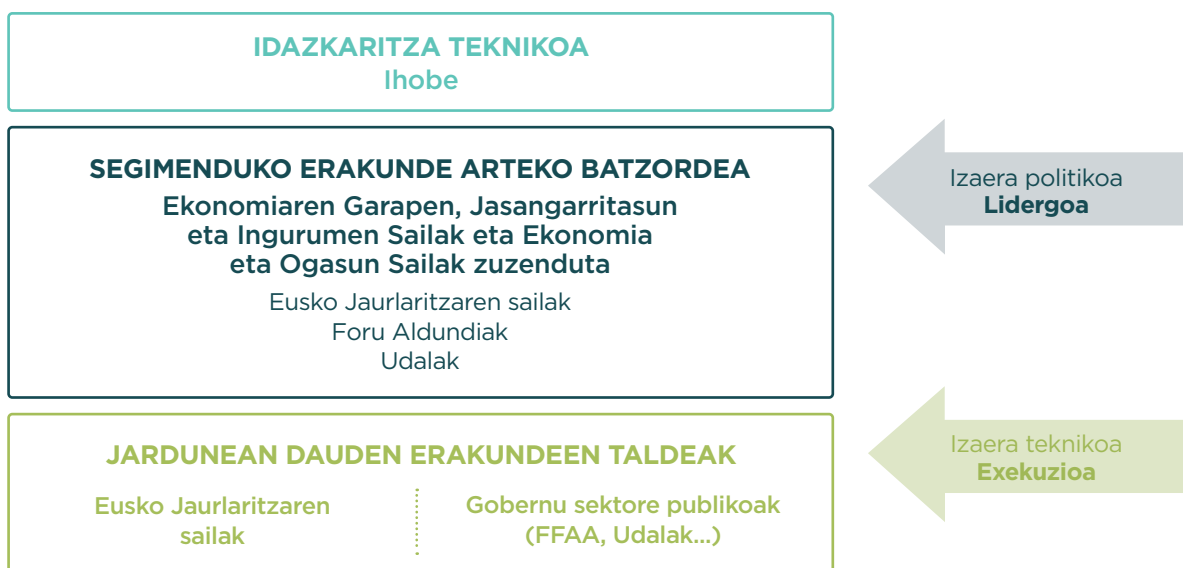 IDAZKARITZA TEKNIKOA
Ihobe
SEGIMENDUKO ERAKUNDE ARTEKO BATZORDEA
Ekonomiaren Garapen, Jasangarritasun
eta Ingurumen Sailak eta Ekonomia
eta Ogasun Sailak zuzenduta
Eusko Jaurlaritzaren sailak
Foru Aldundiak
Udalak
Izaera politikoa
Lidergoa
JARDUNEAN DAUDEN ERAKUNDEEN TALDEAK
Eusko Jaurlaritzaren
sailak
Gobernu sektore publikoak
(FFAA, Udalak...)
Izaera teknikoa
Exekuzioa